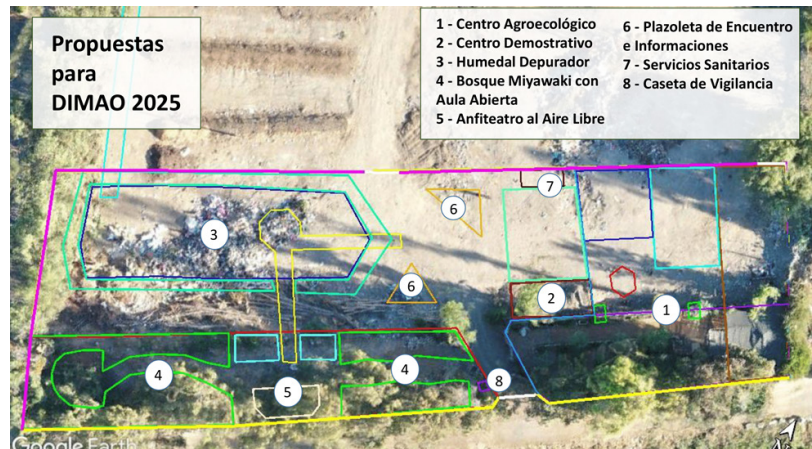 Propuestas
para
DIMAO 2025
1 - Centro Agroecológico
2 - Centro Demostrativo
3 - Humedal Depurador
4 - Bosque Miyawaki con
Aula Abierta
5 - Anfiteatro al Aire Libre
6 - Plazoleta de Encuentro
e Informaciones
7 - Servicios Sanitarios
8 - Caseta de Vigilancia
7
6
3
6
2
1
4
4
8
5
Google Earth
N